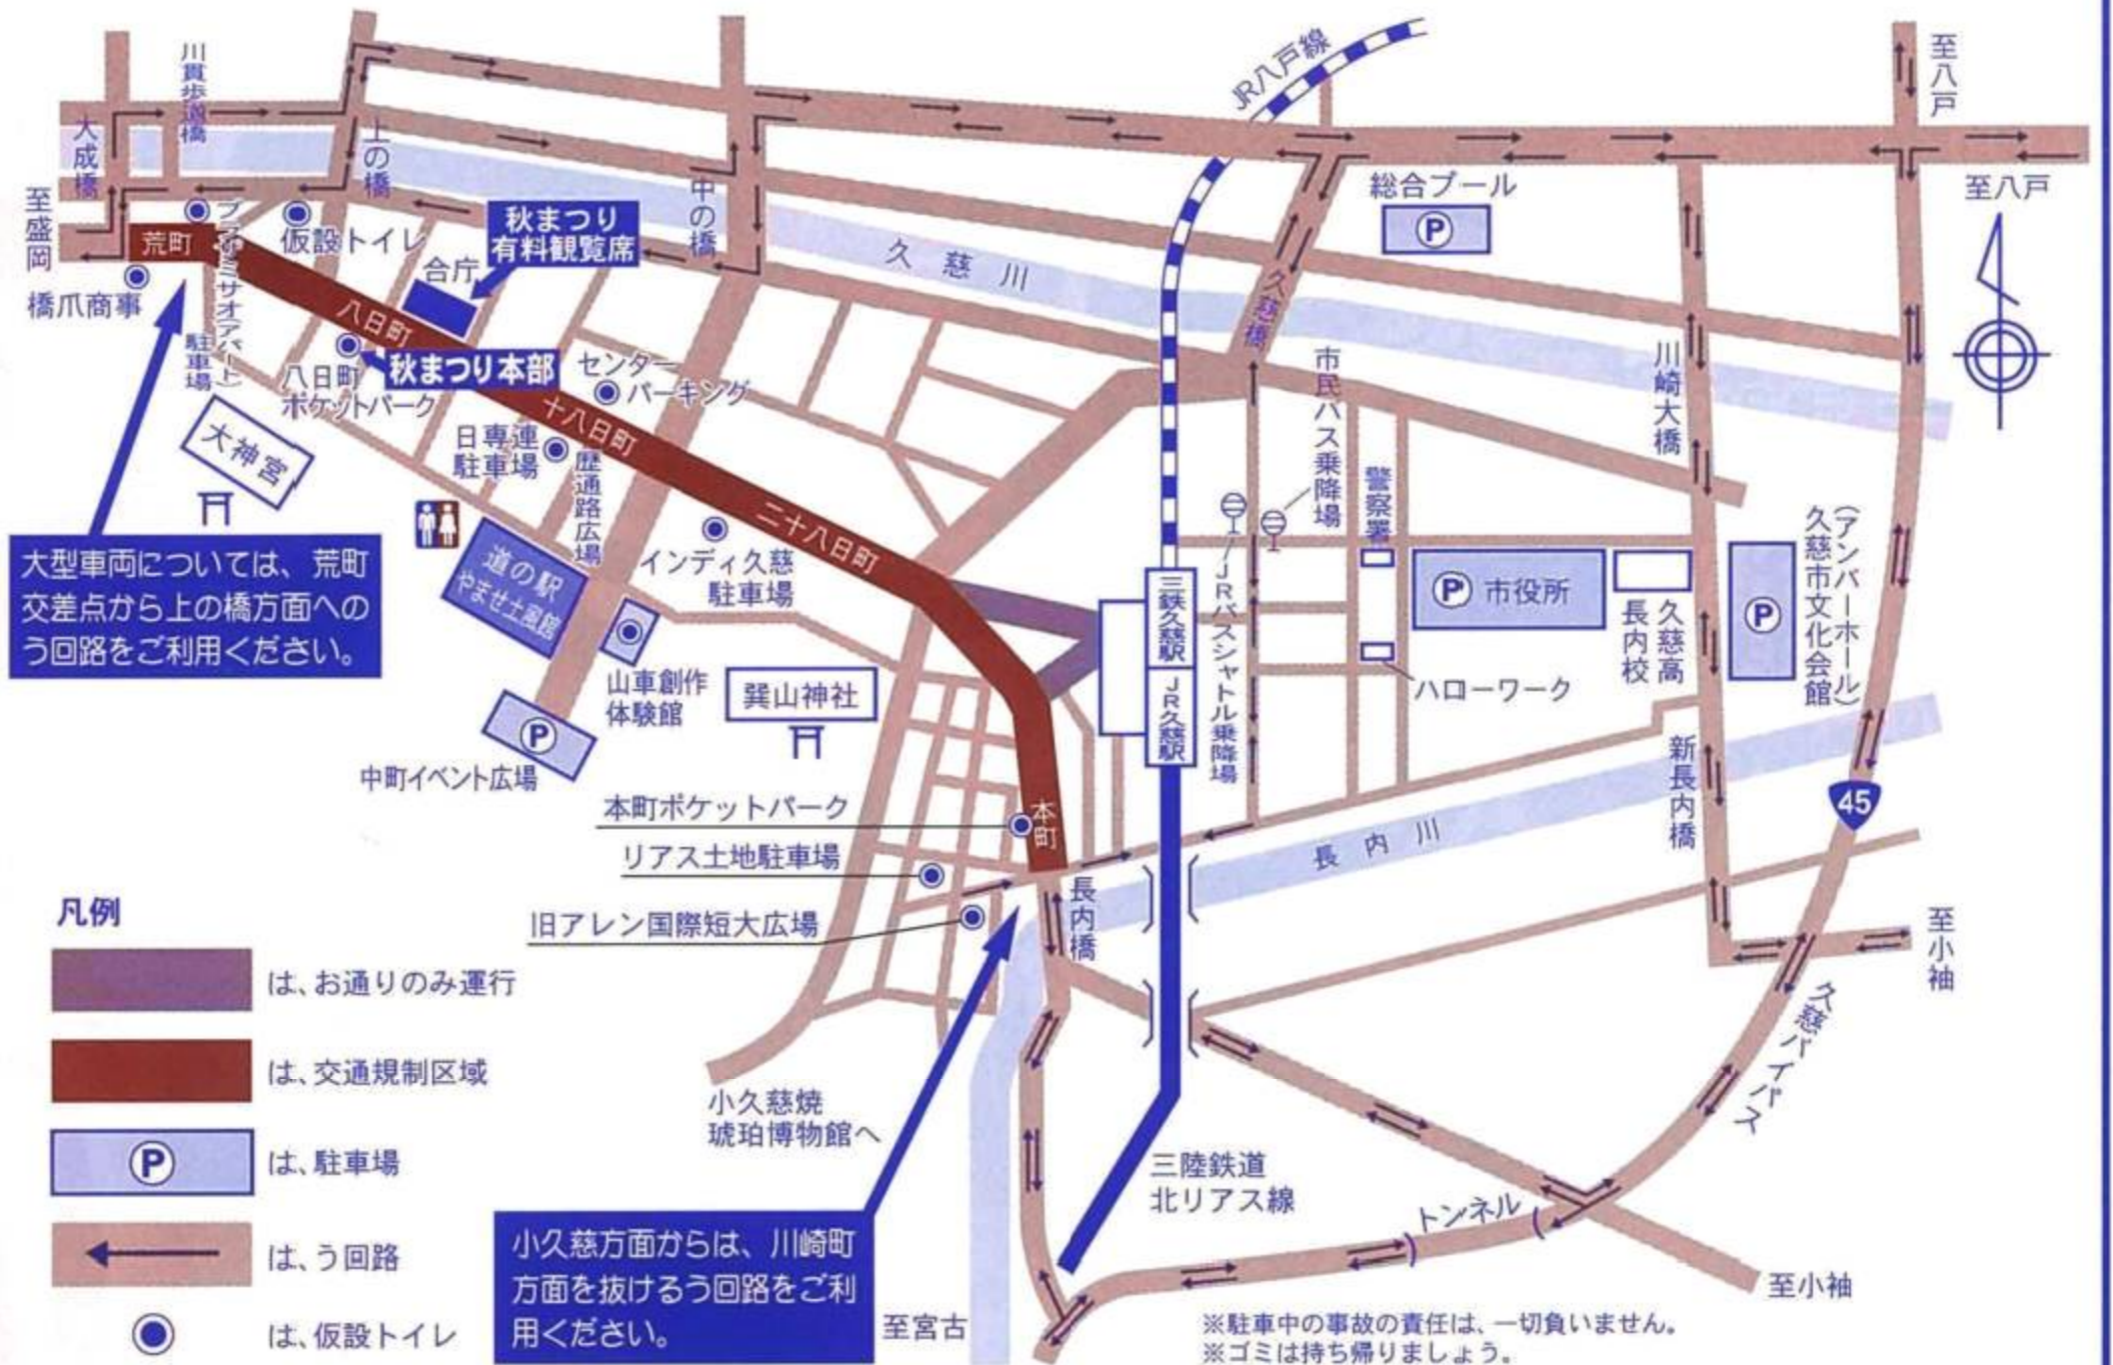 川貫歩道橋
JR八戸線
至八戸
大成橋
上の橋
中の橋
総合プール
P
至八戸
至盛岡
荒町
仮設トイレ
秋まつり
有料観覧席
合庁
久慈川
久慈橋
橋爪商事
駐車場
八日町
秋まつり本部
八日町
ポケットパーク
センター
パーキング
市民バス乗降場
川崎大橋
大神宮
日専連
駐車場
十八日町
歴通路広場
警察署
二十八日町
インディ久慈
駐車場
大型車両については、荒町
交差点から上の橋方面への
う回路をご利用ください。
道の駅
やませ土風館
三鉄久慈駅
JR久慈駅
JRバスシャトル乗降場
P 市役所
久慈高
長内校
P
久慈市文化会館
(アンバーホール)
ハローワーク
山車創作
体験館
巽山神社
P
中町イベント広場
新長内橋
45
本町ポケットパーク
本町
リアス土地駐車場
長内川
旧アレン国際短大広場
長内橋
至小袖
久慈バイパス
凡例
は、お通りのみ運行
は、交通規制区域
P は、駐車場
は、う回路
は、仮設トイレ
小久慈焼
琥珀博物館へ
三陸鉄道
北リアス線
トンネル
至小袖
小久慈方面からは、川崎町
方面を抜けるう回路をご利
用ください。
至宮古
※駐車中の事故の責任は、一切負いません。
※ゴミは持ち帰りましょう。